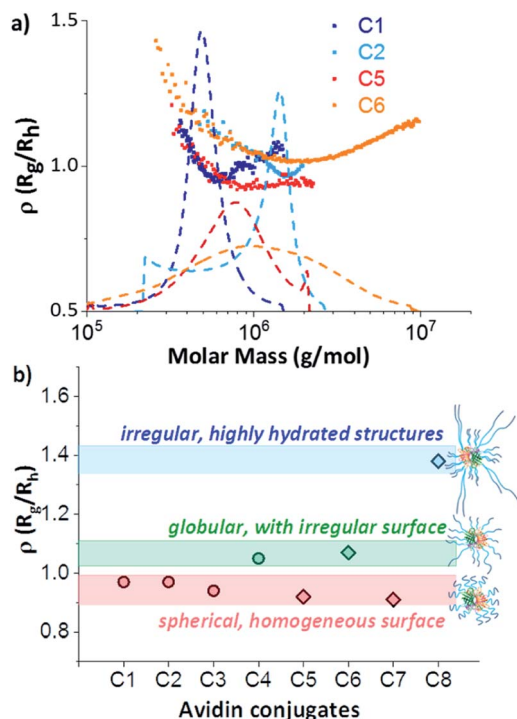 a)
1.5
1.0
0.5
ρ (Rg/Rh)
C1
C2
C5
C6
10^5
10^6
10^7
Molar Mass (g/mol)
b)
1.6
1.4
1.2
1.0
0.8
ρ (Rg/Rh)
irregular, highly hydrated structures
globular, with irregular surface
spherical, homogeneous surface
C1 C2 C3 C4 C5 C6 C7 C8
Avidin conjugates